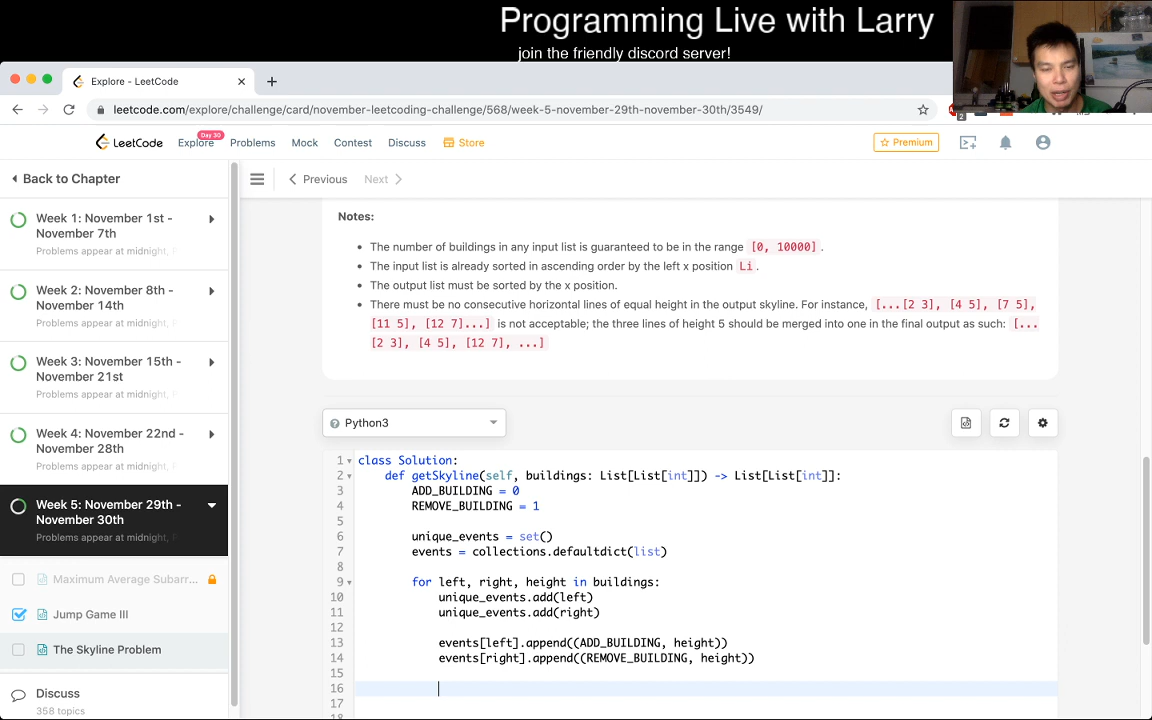 Programming Live with Larry
join the friendly discord server!
Explore - LeetCode
leetcode.com/explore/challenge/card/november-leetcoding-challenge/568/week-5-november-29th-november-30th/3549/
2
LeetCode
Explore
Day 30
Problems
Mock
Contest
Discuss
Store
Premium
Back to Chapter
Previous
Next
Week 1: November 1st -
November 7th
Problems appear at midnight,
Week 2: November 8th -
November 14th
Problems appear at midnight,
Week 3: November 15th -
November 21st
Problems appear at midnight,
Week 4: November 22nd -
November 28th
Problems appear at midnight,
Week 5: November 29th -
November 30th
Problems appear at midnight,
Maximum Average Subarr...
Jump Game III
The Skyline Problem
Discuss
358 topics
Notes:
• The number of buildings in any input list is guaranteed to be in the range [0, 10000].
• The input list is already sorted in ascending order by the left x position Li.
• The output list must be sorted by the x position.
• There must be no consecutive horizontal lines of equal height in the output skyline. For instance, [...[2 3], [4 5], [7 5],
[11 5], [12 7]...] is not acceptable; the three lines of height 5 should be merged into one in the final output as such: [...
[2 3], [4 5], [12 7], ...]
Python3
1 class Solution:
2 def getSkyline(self, buildings: List[List[int]]) -> List[List[int]]:
3 ADD_BUILDING = 0
4 REMOVE_BUILDING = 1
5
6 unique_events = set()
7 events = collections.defaultdict(list)
8
9 for left, right, height in buildings:
10 unique_events.add(left)
11 unique_events.add(right)
12
13 events[left].append((ADD_BUILDING, height))
14 events[right].append((REMOVE_BUILDING, height))
15
16
17
18